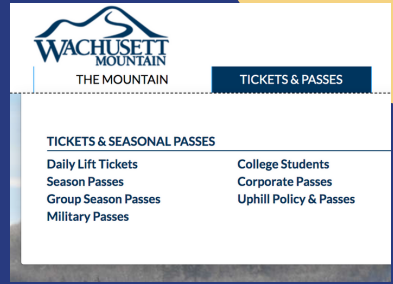 WACHUSETT
MOUNTAIN
THE MOUNTAIN
TICKETS & PASSES
TICKETS & SEASONAL PASSES
Daily Lift Tickets
Season Passes
Group Season Passes
Military Passes
College Students
Corporate Passes
Uphill Policy & Passes